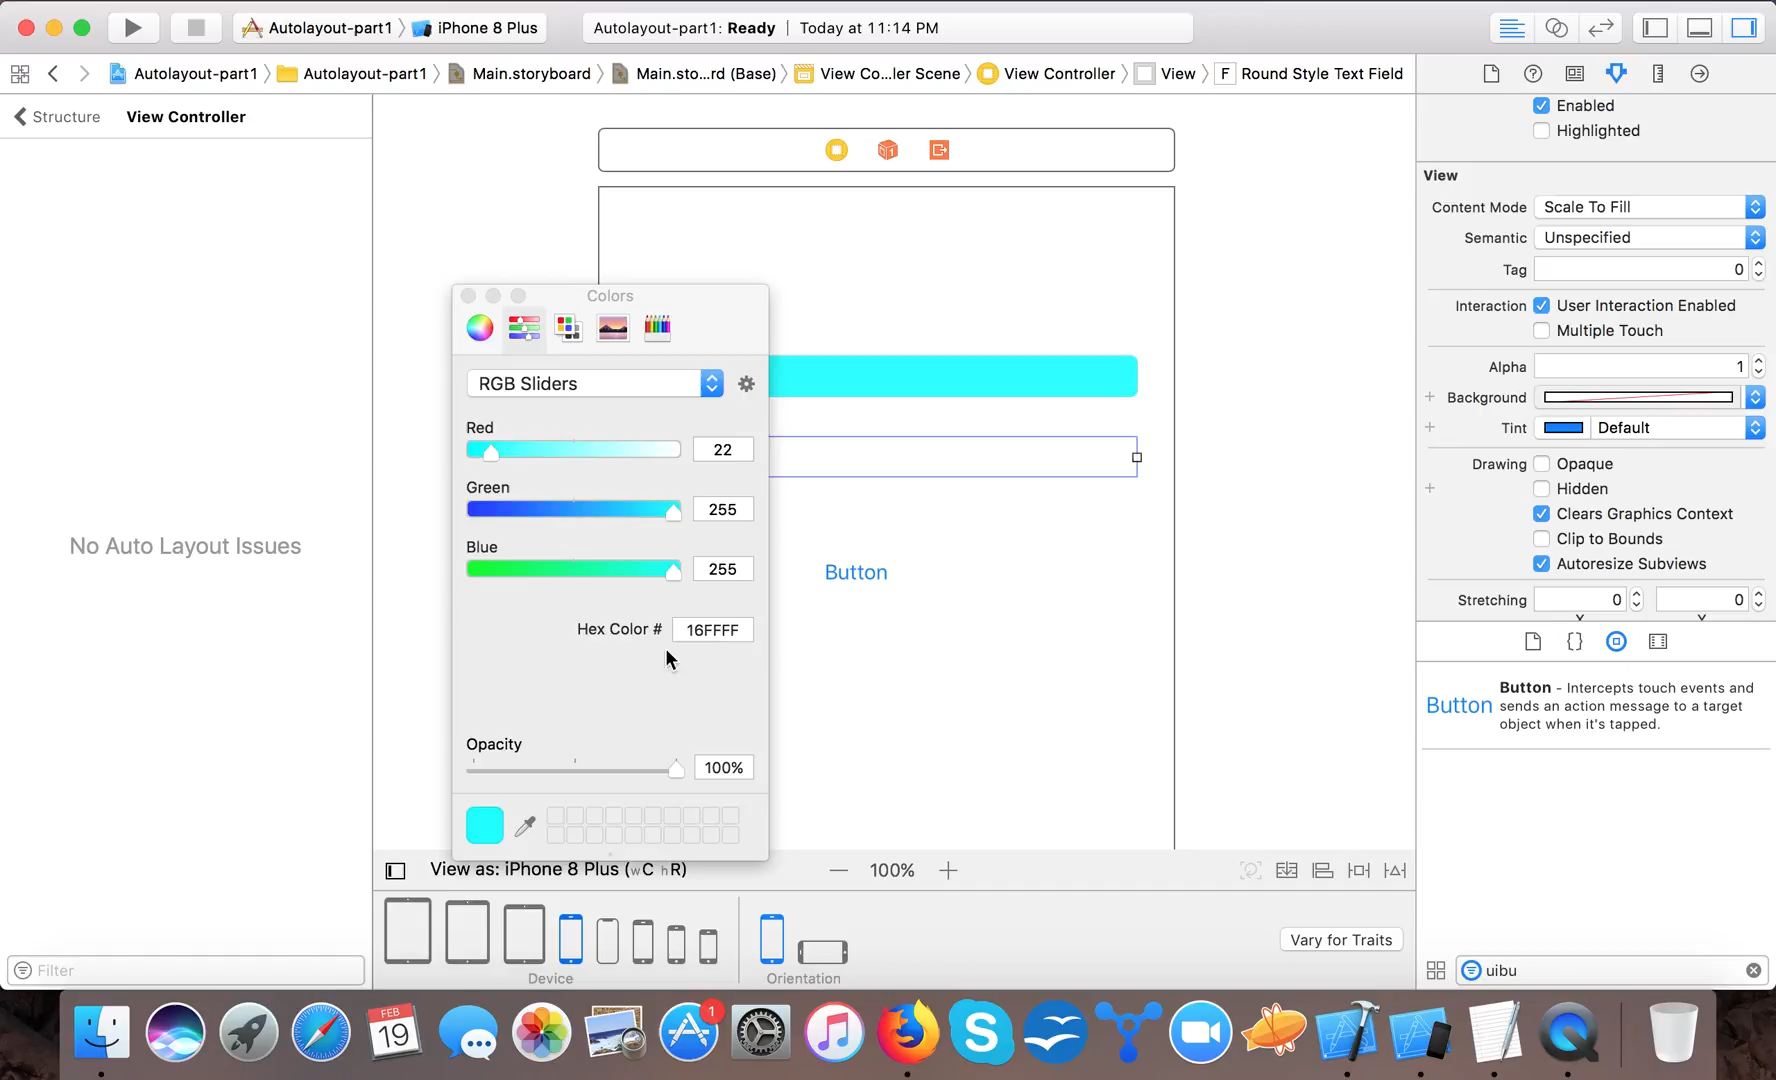 Autolayout-part1 iPhone 8 Plus
Autolayout-part1: Ready Today at 11:14 PM
Autolayout-part1 Autolayout-part1 Main.storyboard Main.sto...rd (Base) View Co...ler Scene View Controller View F Round Style Text Field
Structure View Controller
No Auto Layout Issues
Filter
1
Colors
RGB Sliders
Red
22
Green
255
Blue
255
Hex Color # 16FFFF
Opacity
100%
Button
View as: iPhone 8 Plus (wC hR)
100%
Device
Orientation
Vary for Traits
Enabled
Highlighted
View
Content Mode Scale To Fill
Semantic Unspecified
Tag 0
Interaction User Interaction Enabled
Multiple Touch
Alpha 1
Background
Tint Default
Drawing Opaque
Hidden
Clears Graphics Context
Clip to Bounds
Autoresize Subviews
Stretching 0 0
X Y
{}
Button
Button - Intercepts touch events and
sends an action message to a target
object when it's tapped.
uibu
FEB
19
1
S